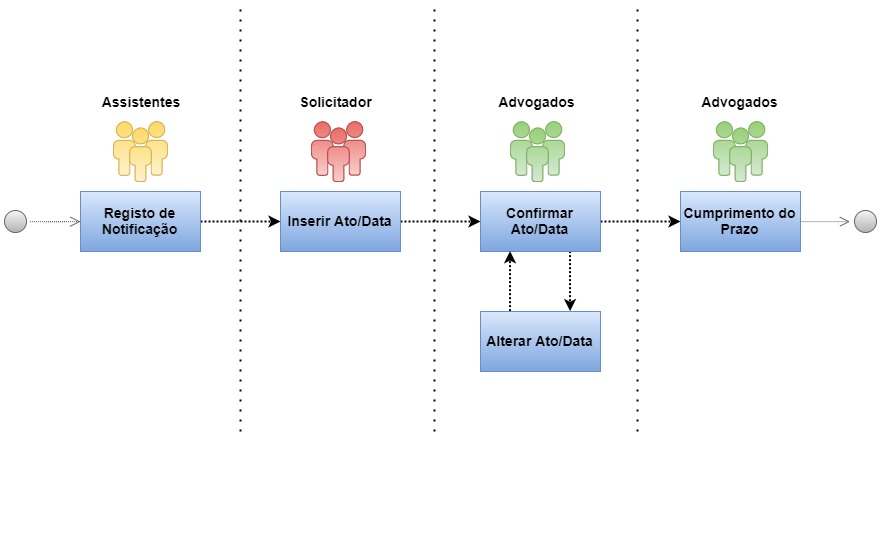 Assistentes
Solicitador
Advogados
Advogados
Registo de
Notificação
Inserir Ato/Data
Confirmar
Ato/Data
Cumprimento do
Prazo
Alterar Ato/Data